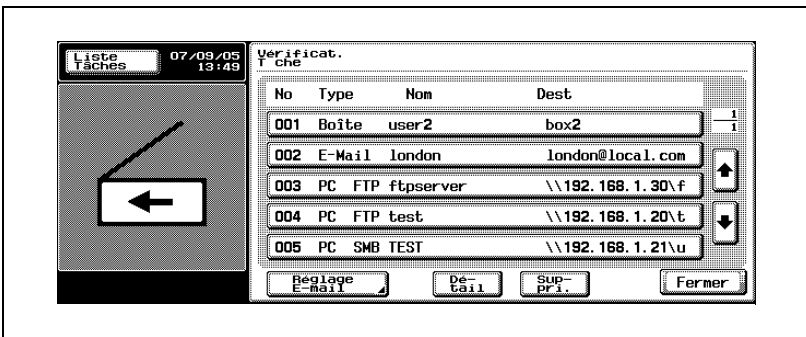 Liste
Tâches
07/09/05
13:49
Vérificat.
T che
No Type Nom Dest
001 Boîte user2 box2
1
1
002 E-Mail london london@local.com
003 PC FTP ftpserver \\192.168.1.30\f
004 PC FTP test \\192.168.1.20\t
005 PC SMB TEST \\192.168.1.21\u
Réglage
E-mail
Dé-
tail
Sup-
pri.
Fermer